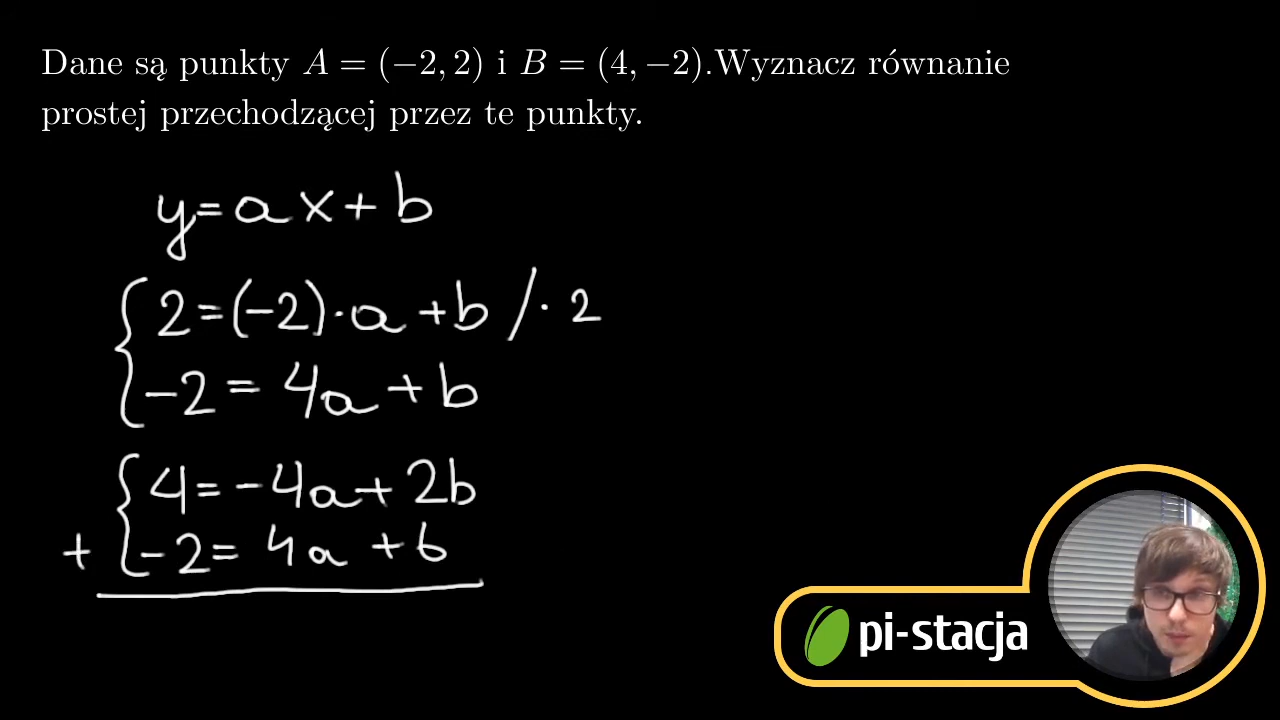 Dane są punkty A = (−2, 2) i B = (4, −2).Wyznacz równanie
prostej przechodzącej przez te punkty.
y=ax+b
2=(-2)·a+b /·2
-2=4a+b
4=-4a+2b
+ -2=4a+b
pi-stacja